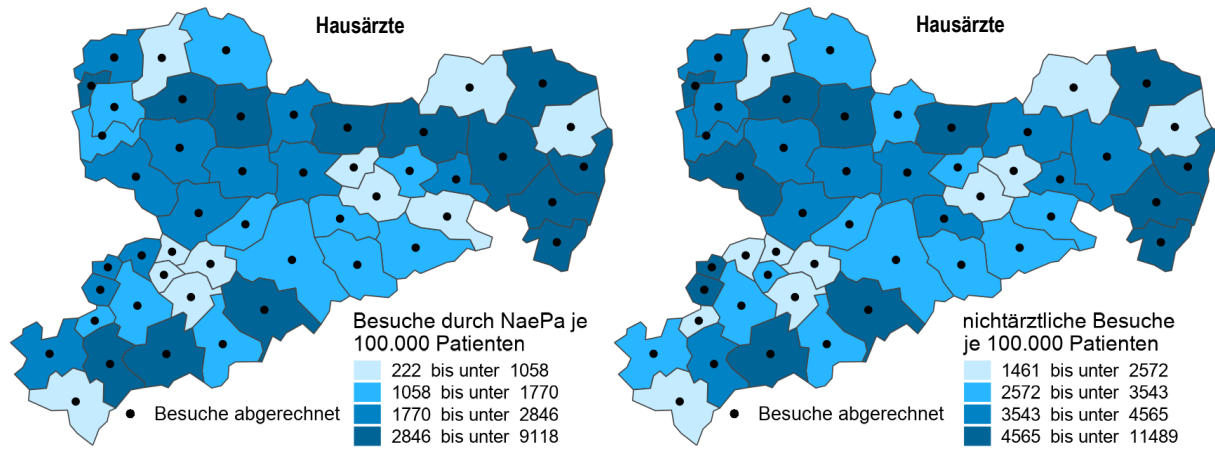 Hausärzte
Besuche durch NaePa je
100.000 Patienten
222 bis unter 1058
1058 bis unter 1770
1770 bis unter 2846
2846 bis unter 9118
Besuche abgerechnet
Hausärzte
nichtärztliche Besuche
je 100.000 Patienten
1461 bis unter 2572
2572 bis unter 3543
3543 bis unter 4565
4565 bis unter 11489
Besuche abgerechnet